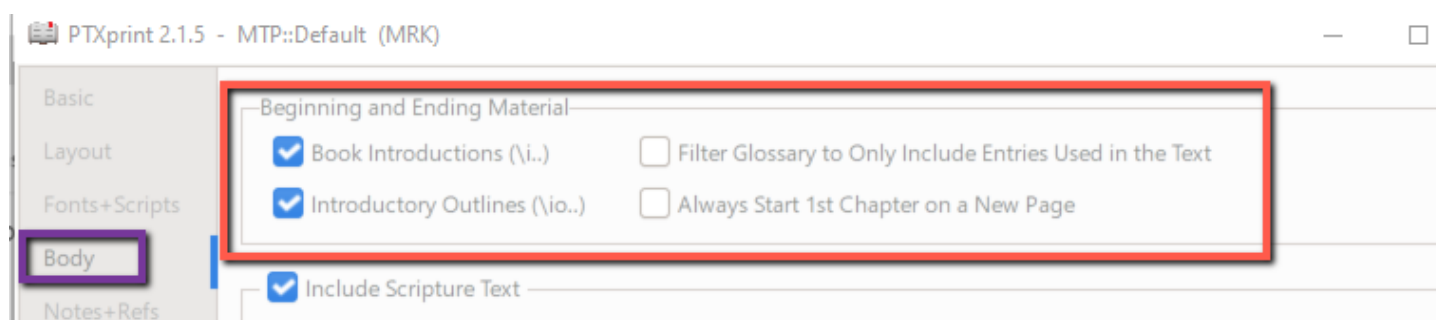 PTXprint 2.1.5 - MTP::Default (MRK)
Basic
Layout
Fonts+Scripts
Body
Notes+Refs
Beginning and Ending Material
Book Introductions (\i..)
Filter Glossary to Only Include Entries Used in the Text
Introductory Outlines (\io..)
Always Start 1st Chapter on a New Page
Include Scripture Text